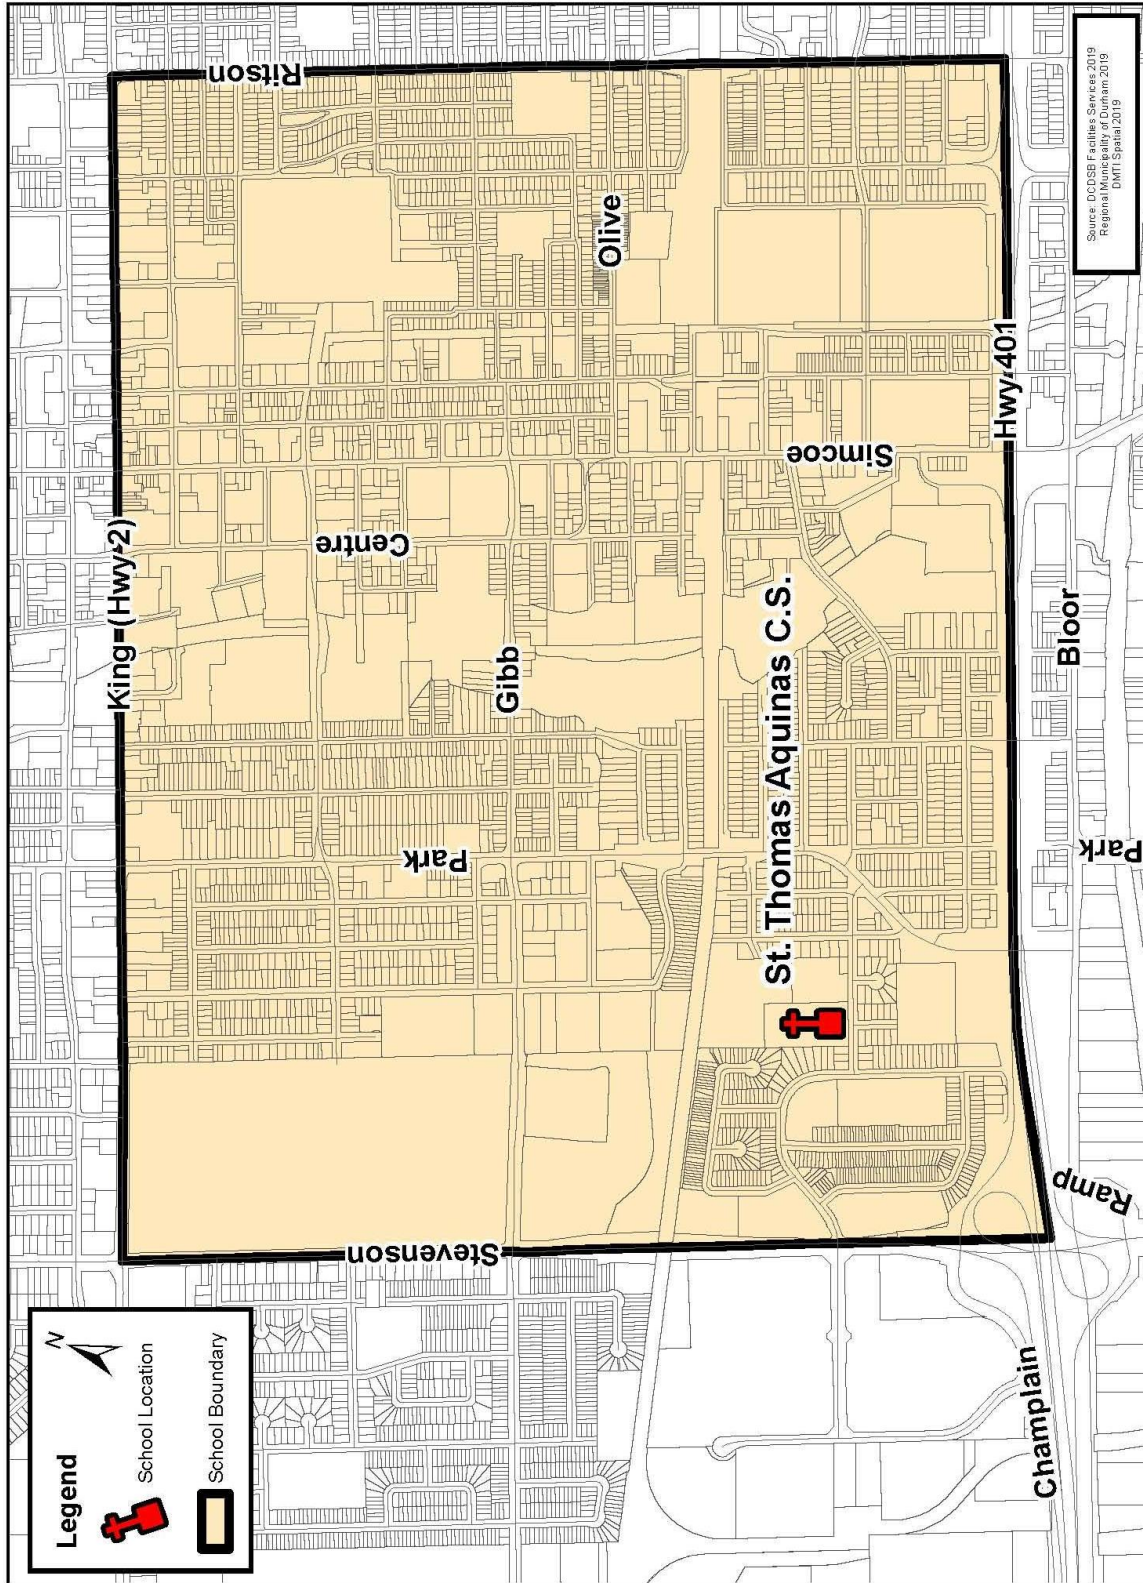 Legend
N
School Location
School Boundary
King (Hwy 2)
Ritson
Stevenson
Centre
Park
Gibb
Olive
Simcoe
St. Thomas Aquinas C.S.
Hwy 401
Bloor
Park
Champlain
Ramp
Source: DCDSB Facilities Services 2019
Regional Municipality of Durham 2019
DMTI Spatial 2019